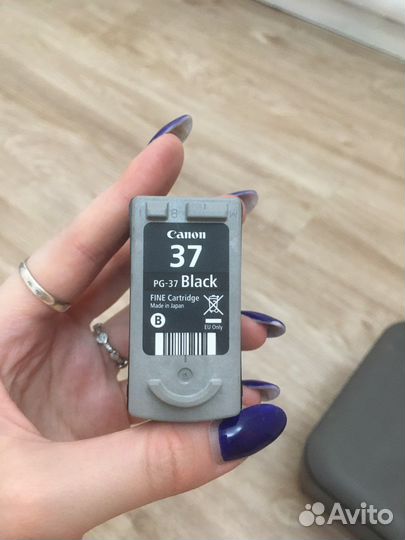 Canon
37
PG-37 Black
FINE Cartridge
Made in Japan
B
EU Only
Avito